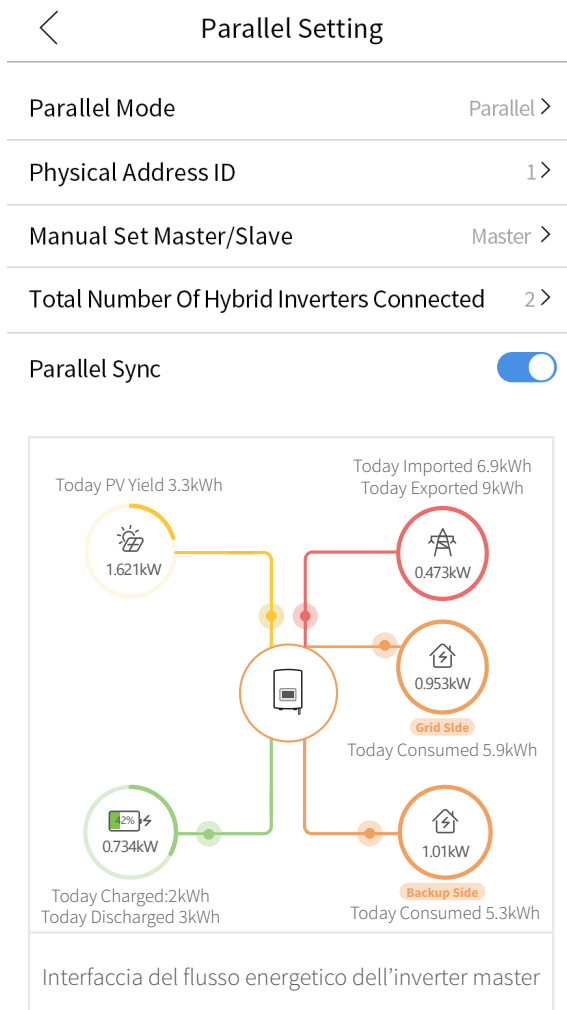 Parallel Setting
Parallel Mode Parallel
Physical Address ID 1
Manual Set Master/Slave Master
Total Number Of Hybrid Inverters Connected 2
Parallel Sync
Today Imported 6.9kWh
Today PV Yield 3.3kWh
Today Exported 9kWh
1.621kW
0.473kW
0.953kW
Grid Slde
Today Consumed 5.9kWh
42%
0.734kW
1.01kW
Backup Side
Today Charged:2kWh
Today Discharged 3kWh
Today Consumed 5.3kWh
Interfaccia del flusso energetico dell’inverter master